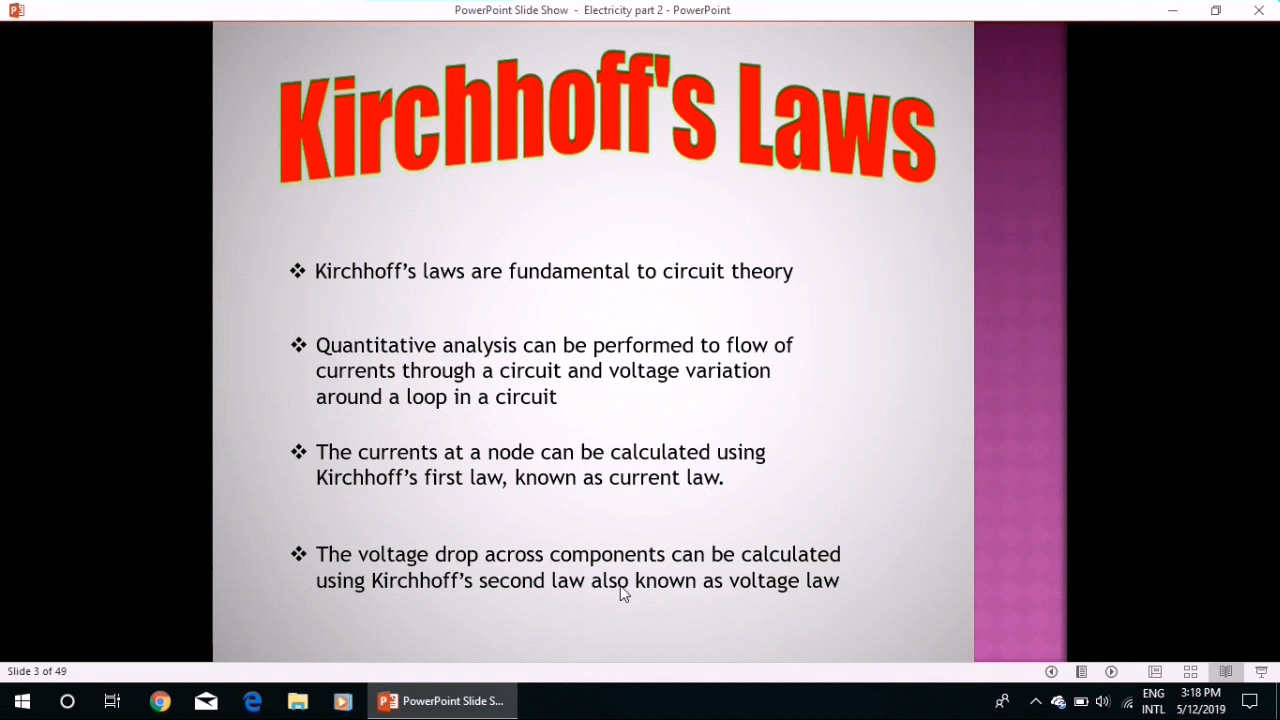 PowerPoint Slide Show - Electricity part 2 - PowerPoint
Kirchhoff's Laws
❖ Kirchhoff’s laws are fundamental to circuit theory
❖ Quantitative analysis can be performed to flow of
currents through a circuit and voltage variation
around a loop in a circuit
❖ The currents at a node can be calculated using
Kirchhoff’s first law, known as current law.
❖ The voltage drop across components can be calculated
using Kirchhoff’s second law also known as voltage law
Slide 3 of 49
PowerPoint Slide S...
ENG
INTL
3:18 PM
5/12/2019